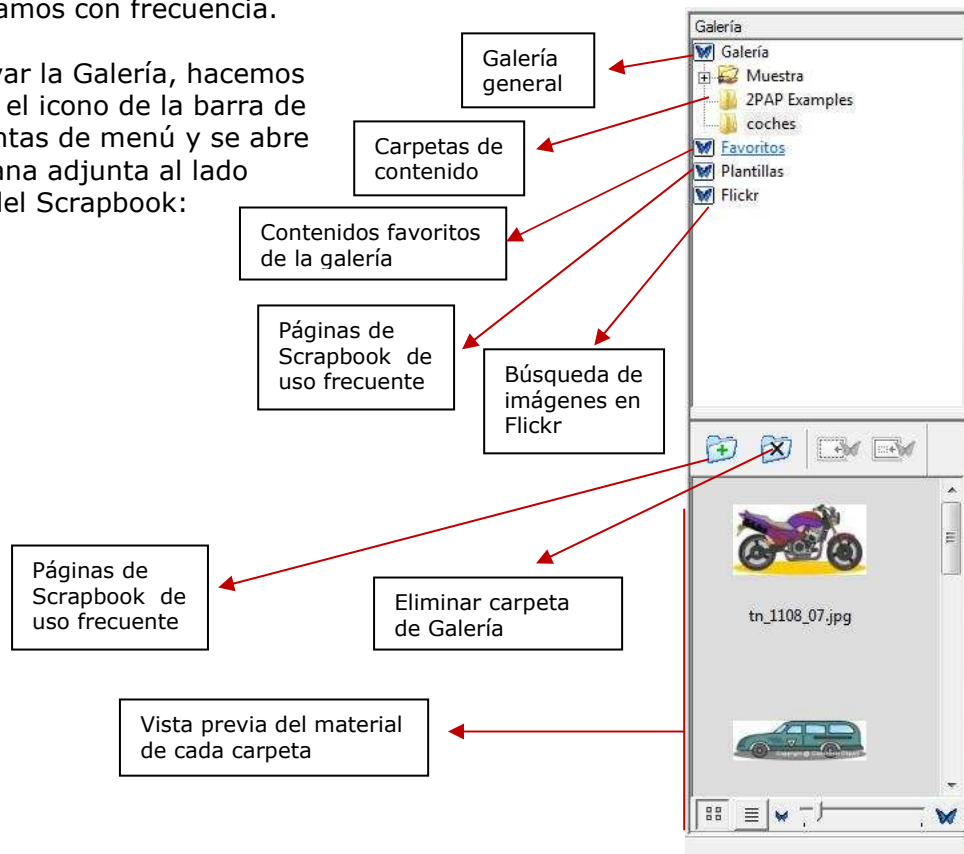 amos con frecuencia.
var la Galería, hacemos
el icono de la barra de
ntas de menú y se abre
ana adjunta al lado
del Scrapbook:
Galería
general
Carpetas de
contenido
Contenidos favoritos
de la galería
Páginas de
Scrapbook de
uso frecuente
Búsqueda de
imágenes en
Flickr
Páginas de
Scrapbook de
uso frecuente
Eliminar carpeta
de Galería
Vista previa del material
de cada carpeta
Galería
Galería
Muestra
2PAP Examples
coches
Favoritos
Plantillas
Flickr
tn_1108_07.jpg